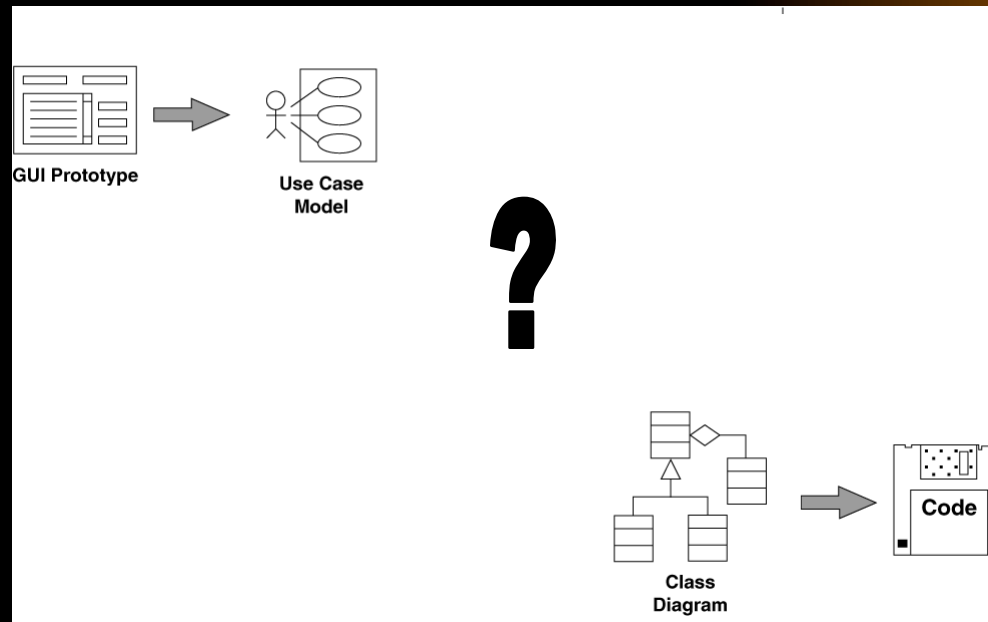 GUI Prototype
Use Case
Model
?
Class
Diagram
Code